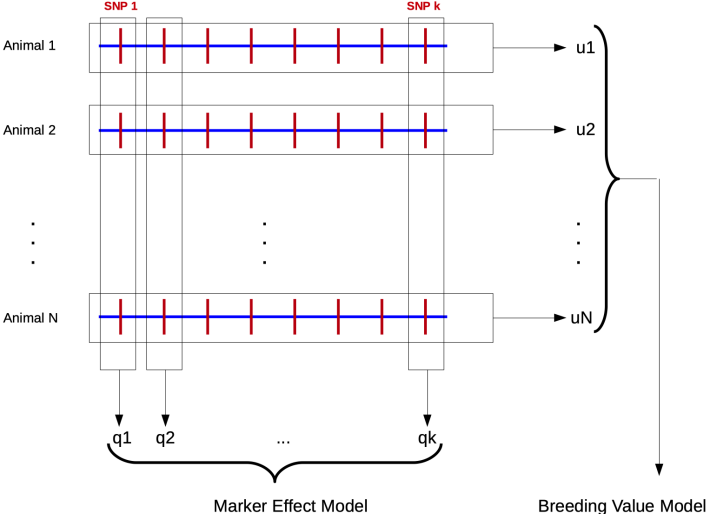 SNP 1
SNP k
Animal 1
u1
Animal 2
u2
Animal N
uN
q1
q2
...
qk
Marker Effect Model
Breeding Value Model